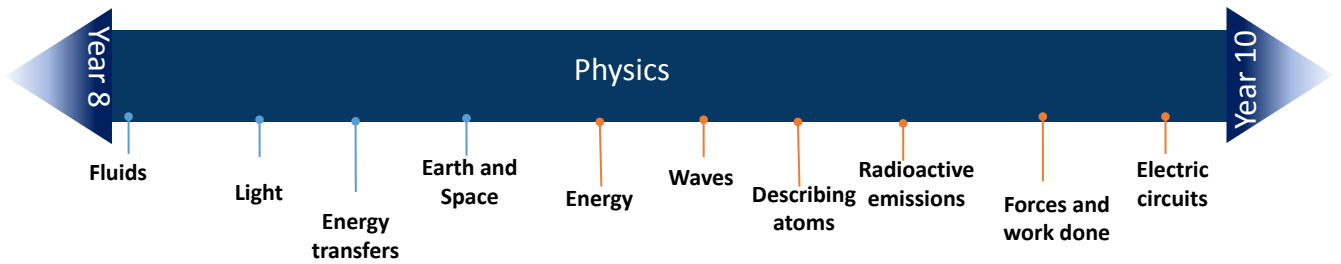 Year 8
Physics
Year 10
Fluids
Light
Energy
transfers
Earth and
Space
Energy
Waves
Describing
atoms
Radioactive
emissions
Forces and
work done
Electric
circuits